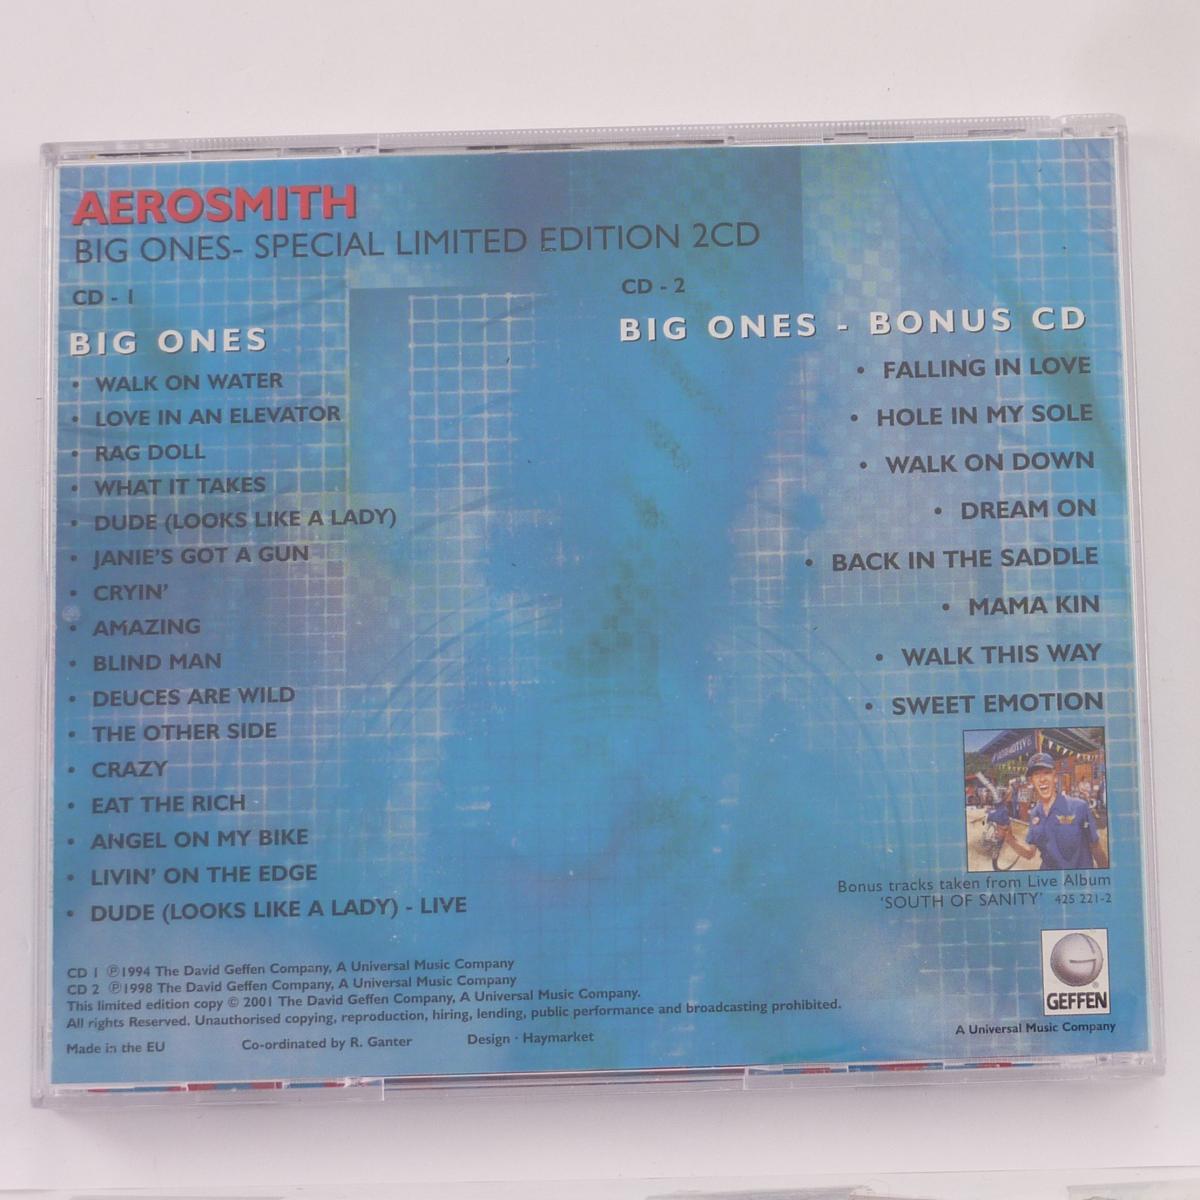 AEROSMITH
BIG ONES- SPECIAL LIMITED EDITION 2CD
CD - 1
BIG ONES
• WALK ON WATER
• LOVE IN AN ELEVATOR
• RAG DOLL
• WHAT IT TAKES
• DUDE (LOOKS LIKE A LADY)
• JANIE'S GOT A GUN
• CRYIN'
• AMAZING
• BLIND MAN
• DEUCES ARE WILD
• THE OTHER SIDE
• CRAZY
• EAT THE RICH
• ANGEL ON MY BIKE
• LIVIN' ON THE EDGE
• DUDE (LOOKS LIKE A LADY) - LIVE
CD - 2
BIG ONES - BONUS CD
• FALLING IN LOVE
• HOLE IN MY SOLE
• WALK ON DOWN
• DREAM ON
• BACK IN THE SADDLE
• MAMA KIN
• WALK THIS WAY
• SWEET EMOTION
Bonus tracks taken from Live Album
'SOUTH OF SANITY' 425 221-2
CD 1 ℗1994 The David Geffen Company, A Universal Music Company
CD 2 ℗1998 The David Geffen Company, A Universal Music Company
This limited edition copy © 2001 The David Geffen Company, A Universal Music Company.
All rights Reserved. Unauthorised copying, reproduction, hiring, lending, public performance and broadcasting prohibited.
Made in the EU Co-ordinated by R. Ganter Design · Haymarket
GEFFEN
A Universal Music Company